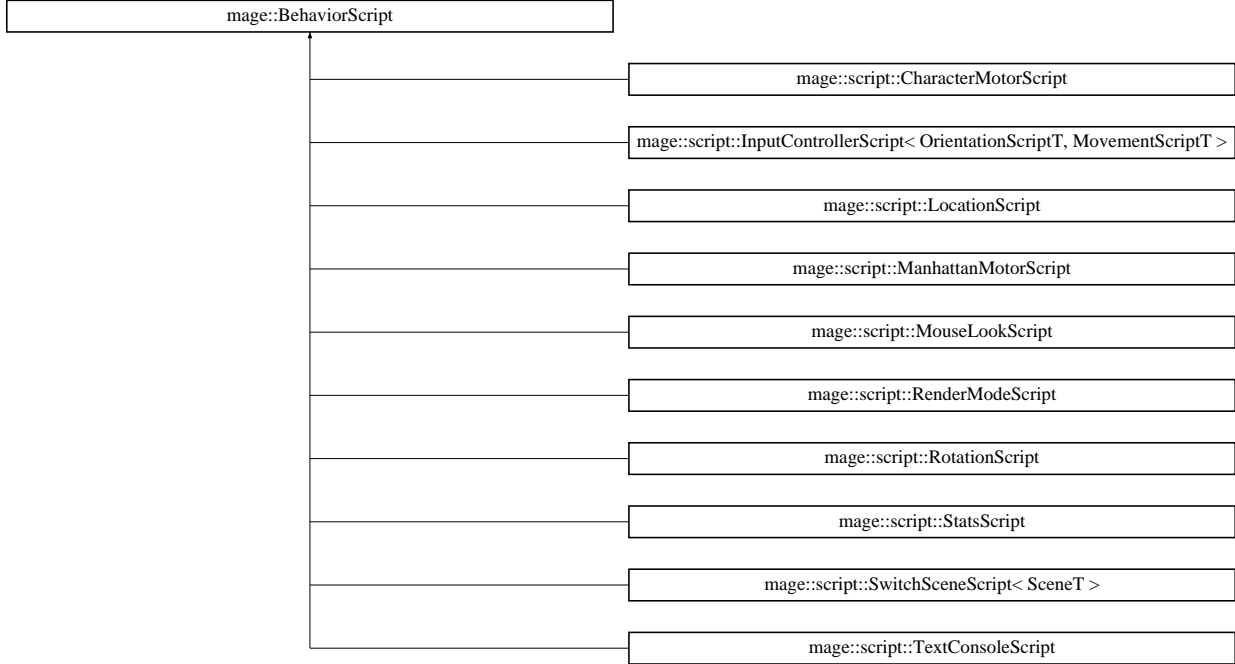 mage::BehaviorScript
mage::script::CharacterMotorScript
mage::script::InputControllerScript< OrientationScriptT, MovementScriptT >
mage::script::LocationScript
mage::script::ManhattanMotorScript
mage::script::MouseLookScript
mage::script::RenderModeScript
mage::script::RotationScript
mage::script::StatsScript
mage::script::SwitchSceneScript< SceneT >
mage::script::TextConsoleScript